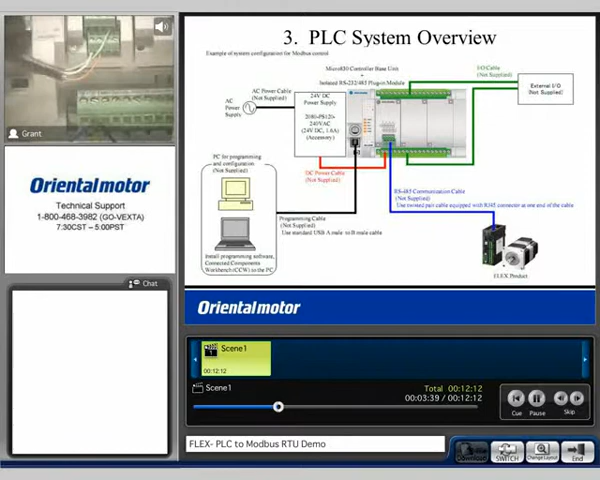 Grant
Orientalmotor
Technical Support
1-800-468-3982 (GO-VEXTA)
7:30CST – 5:00PST
Chat
3. PLC System Overview
Example of system configuration for Modbus control
Micro830 Controller Base Unit
+
Isolated RS-232/485 Plug-in Module
I/O Cable
(Not Supplied)
External I/O
(Not Supplied)
AC Power Cable
(Not Supplied)
AC
Power
Supply
24V DC
Power Supply
2080-PS120-
240VAC
(24V DC, 1.6A)
(Accessory)
DC Power Cable
(Not Supplied)
PC for programming
and configuration
(Not Supplied)
Install programming software,
Connected Components
Workbench (CCW) to the PC
Programming Cable
(Not Supplied)
Use standard USB A male to B male cable
RS-485 Communication Cable
(Not Supplied)
Use twisted pair cable equipped with RJ45 connector at one end of the cable
FLEX Product
Orientalmotor
Scene1
1
00:12:12
Scene1
Total 00:12:12
00:03:39 / 00:12:12
Cue
Pause
Skip
FLEX- PLC to Modbus RTU Demo
Download
SWITCH
Change Layout
End